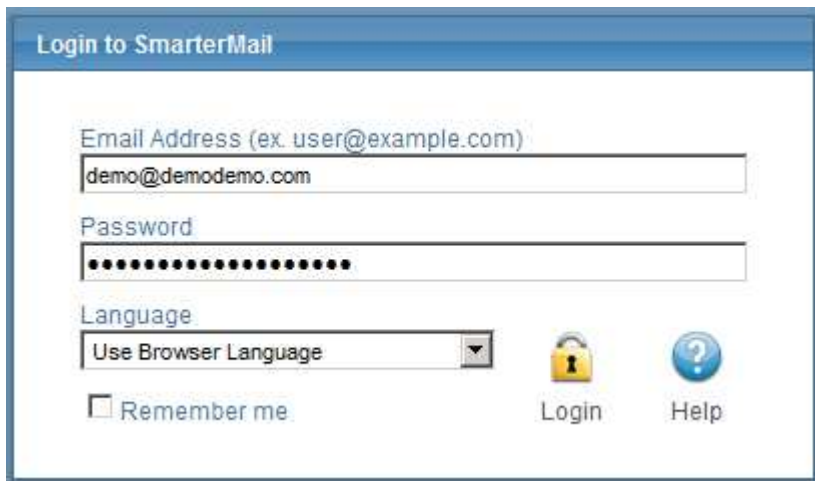 Login to SmarterMail
Email Address (ex. user@example.com)
demo@demodemo.com
Password
●●●●●●●●●●●●●●●●●●●
Language
Use Browser Language
Remember me
Login
Help